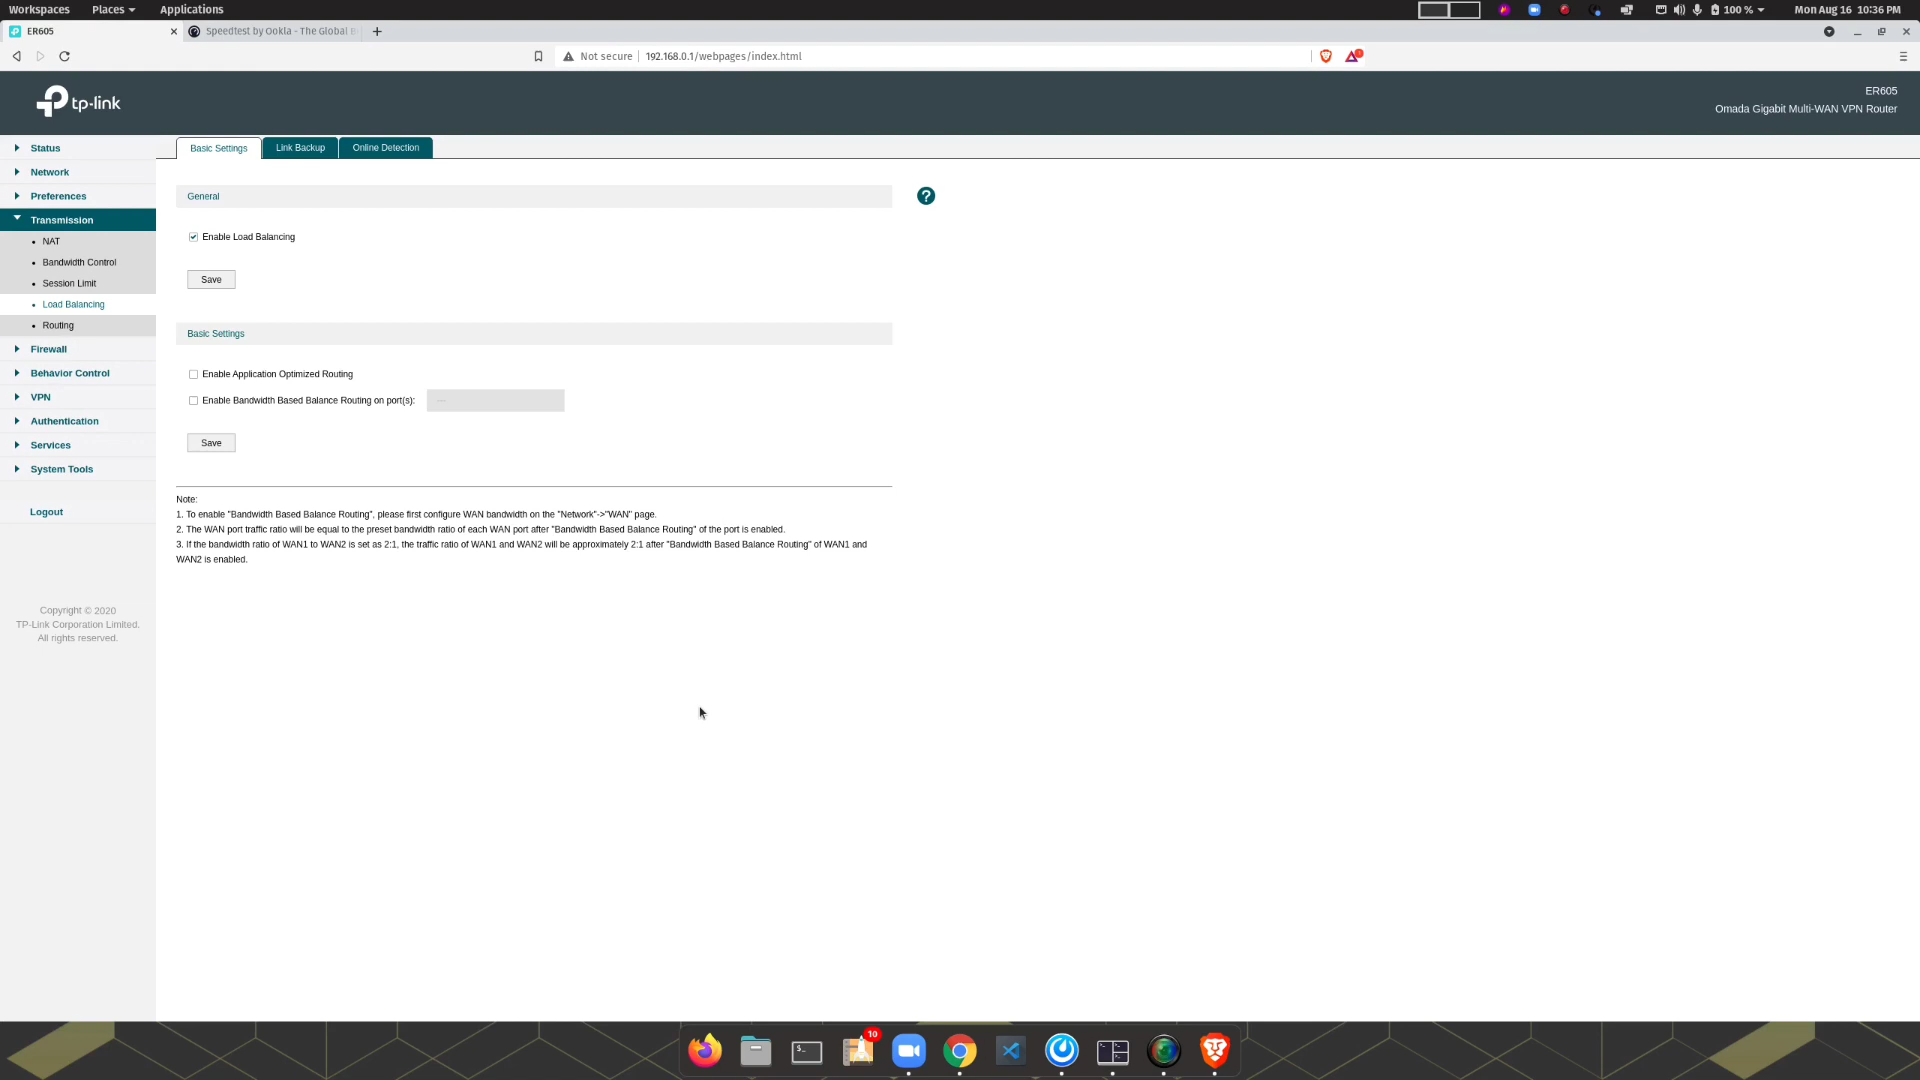 Workspaces Places Applications 100 % Mon Aug 16 10:36 PM
ER605 Speedtest by Ookla - The Global B
Not secure 192.168.0.1/webpages/index.html
tp-link
ER605
Omada Gigabit Multi-WAN VPN Router
Status
Network
Preferences
Transmission
NAT
Bandwidth Control
Session Limit
Load Balancing
Routing
Firewall
Behavior Control
VPN
Authentication
Services
System Tools
Logout
Copyright © 2020
TP-Link Corporation Limited.
All rights reserved.
Basic Settings Link Backup Online Detection
General
?
Enable Load Balancing
Save
Basic Settings
Enable Application Optimized Routing
Enable Bandwidth Based Balance Routing on port(s): ---
Save
Note:
1. To enable "Bandwidth Based Balance Routing", please first configure WAN bandwidth on the "Network"->"WAN" page.
2. The WAN port traffic ratio will be equal to the preset bandwidth ratio of each WAN port after "Bandwidth Based Balance Routing" of the port is enabled.
3. If the bandwidth ratio of WAN1 to WAN2 is set as 2:1, the traffic ratio of WAN1 and WAN2 will be approximately 2:1 after "Bandwidth Based Balance Routing" of WAN1 and
WAN2 is enabled.
10